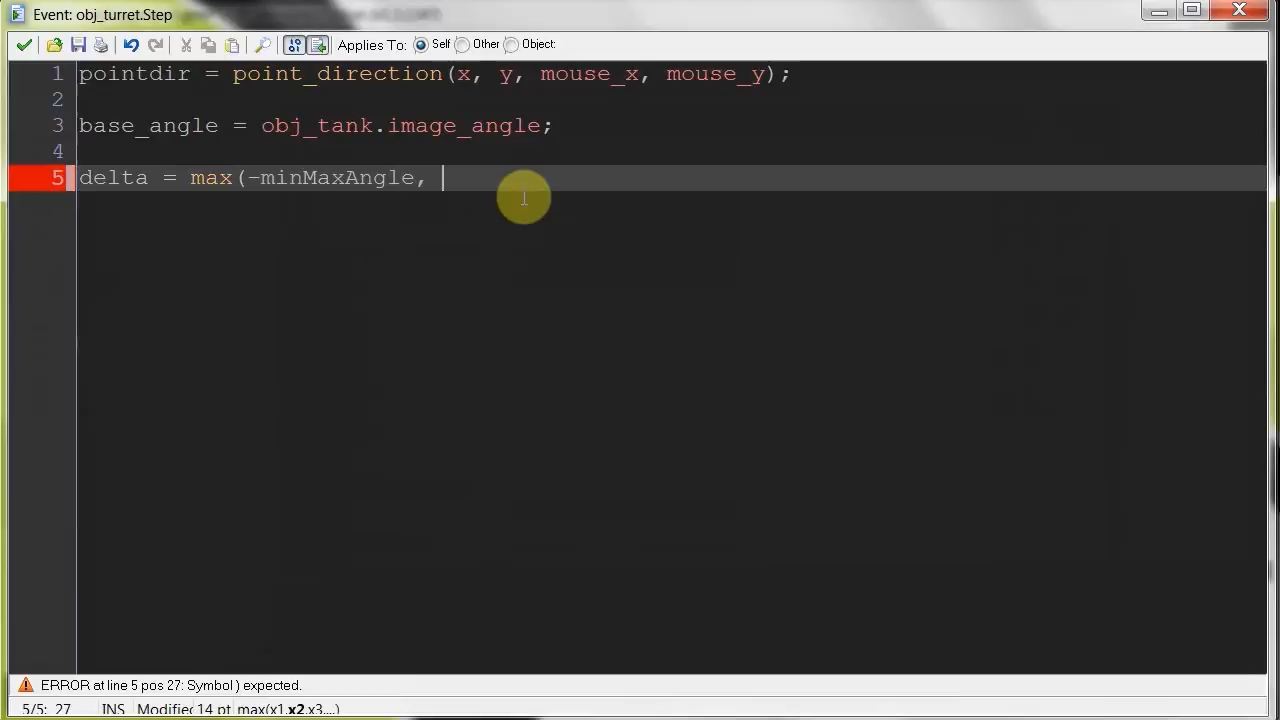 Event: obj_turret.Step
Applies To: Self Other Object:
1 pointdir = point_direction(x, y, mouse_x, mouse_y);
2
3 base_angle = obj_tank.image_angle;
4
5 delta = max(-minMaxAngle,
ERROR at line 5 pos 27: Symbol ) expected.
5/5: 27 INS Modified 14 pt max(x1,x2,x3,...)